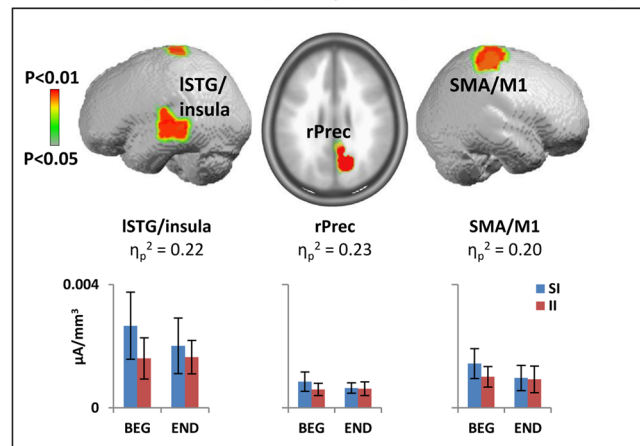 P<0.01
P<0.05
lSTG/
insula
rPrec
SMA/M1
lSTG/insula
ηp² = 0.22
rPrec
ηp² = 0.23
SMA/M1
ηp² = 0.20
0.004
μA/mm³
0
SI
II
BEG END
BEG END
BEG END